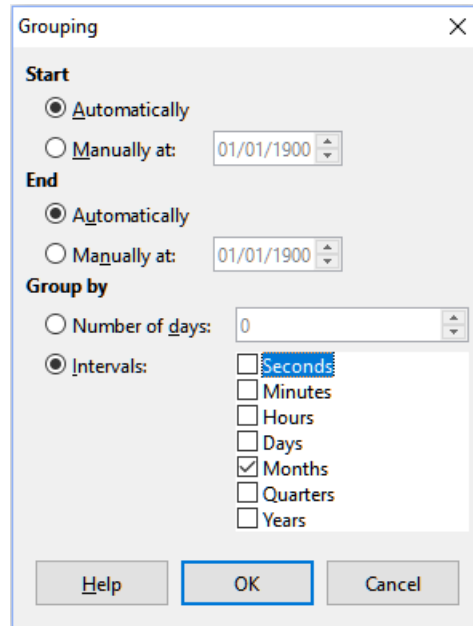 Grouping
Start
Automatically
Manually at: 01/01/1900
End
Automatically
Manually at: 01/01/1900
Group by
Number of days: 0
Intervals: Seconds
Minutes
Hours
Days
Months
Quarters
Years
Help OK Cancel